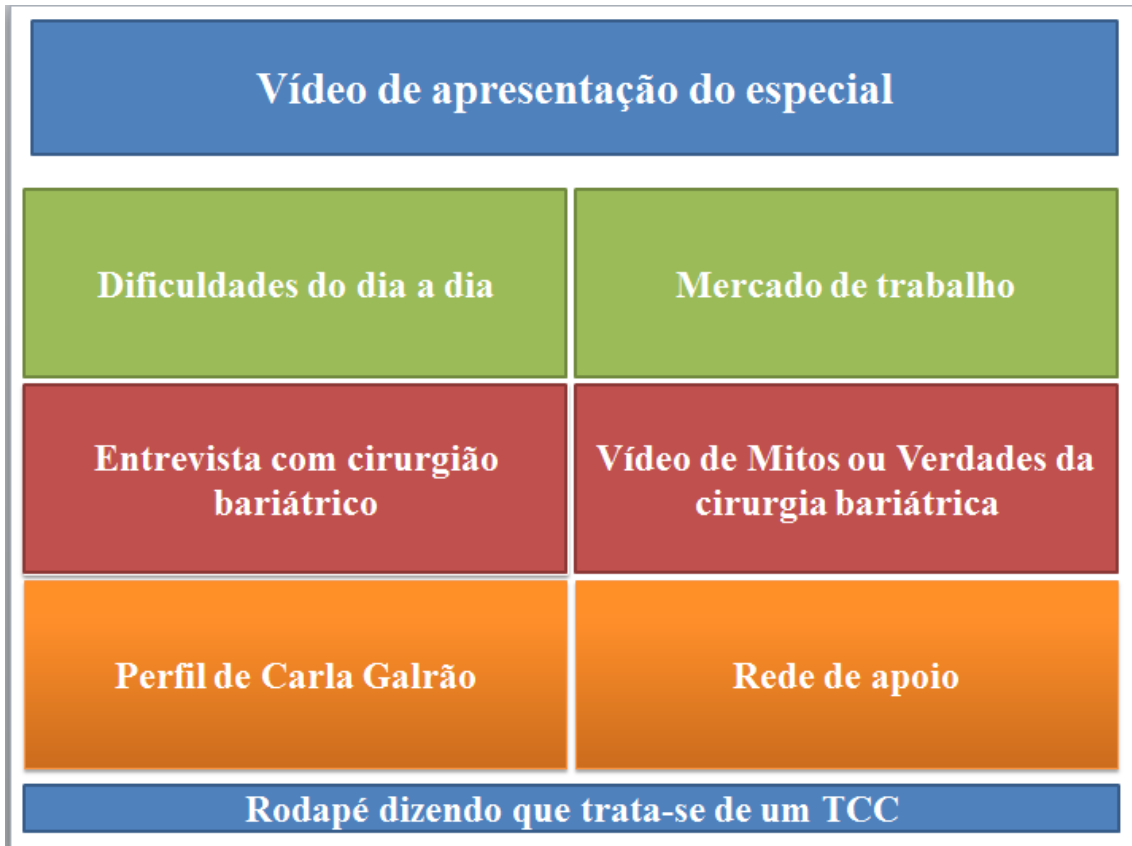 Vídeo de apresentação do especial
Dificuldades do dia a dia
Mercado de trabalho
Entrevista com cirurgião
bariátrico
Vídeo de Mitos ou Verdades da
cirurgia bariátrica
Perfil de Carla Galrão
Rede de apoio
Rodapé dizendo que trata-se de um TCC